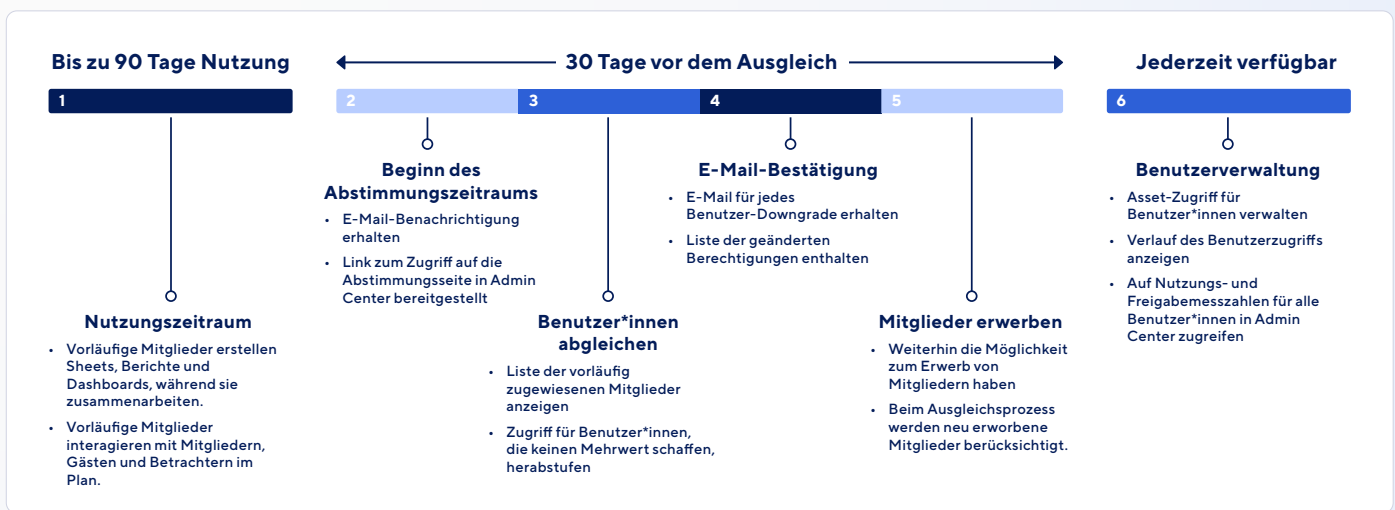 Bis zu 90 Tage Nutzung
30 Tage vor dem Ausgleich
Jederzeit verfügbar
1
2
3
4
5
6
Nutzungszeitraum
• Vorläufige Mitglieder erstellen
Sheets, Berichte und
Dashboards, während sie
zusammenarbeiten.
• Vorläufige Mitglieder
interagieren mit Mitgliedern,
Gästen und Betrachtern im
Plan.
Beginn des
Abstimmungszeitraums
• E-Mail-Benachrichtigung
erhalten
• Link zum Zugriff auf die
Abstimmungsseite in Admin
Center bereitgestellt
Benutzer*innen
abgleichen
• Liste der vorläufig
zugewiesenen Mitglieder
anzeigen
• Zugriff für Benutzer*innen,
die keinen Mehrwert schaffen,
herabstufen
E-Mail-Bestätigung
• E-Mail für jedes
Benutzer-Downgrade erhalten
• Liste der geänderten
Berechtigungen enthalten
Mitglieder erwerben
• Weiterhin die Möglichkeit
zum Erwerb von
Mitgliedern haben
• Beim Ausgleichsprozess
werden neu erworbene
Mitglieder berücksichtigt.
Benutzerverwaltung
• Asset-Zugriff für
Benutzer*innen verwalten
• Verlauf des Benutzerzugriffs
anzeigen
• Auf Nutzungs- und
Freigabemesszahlen für alle
Benutzer*innen in Admin
Center zugreifen